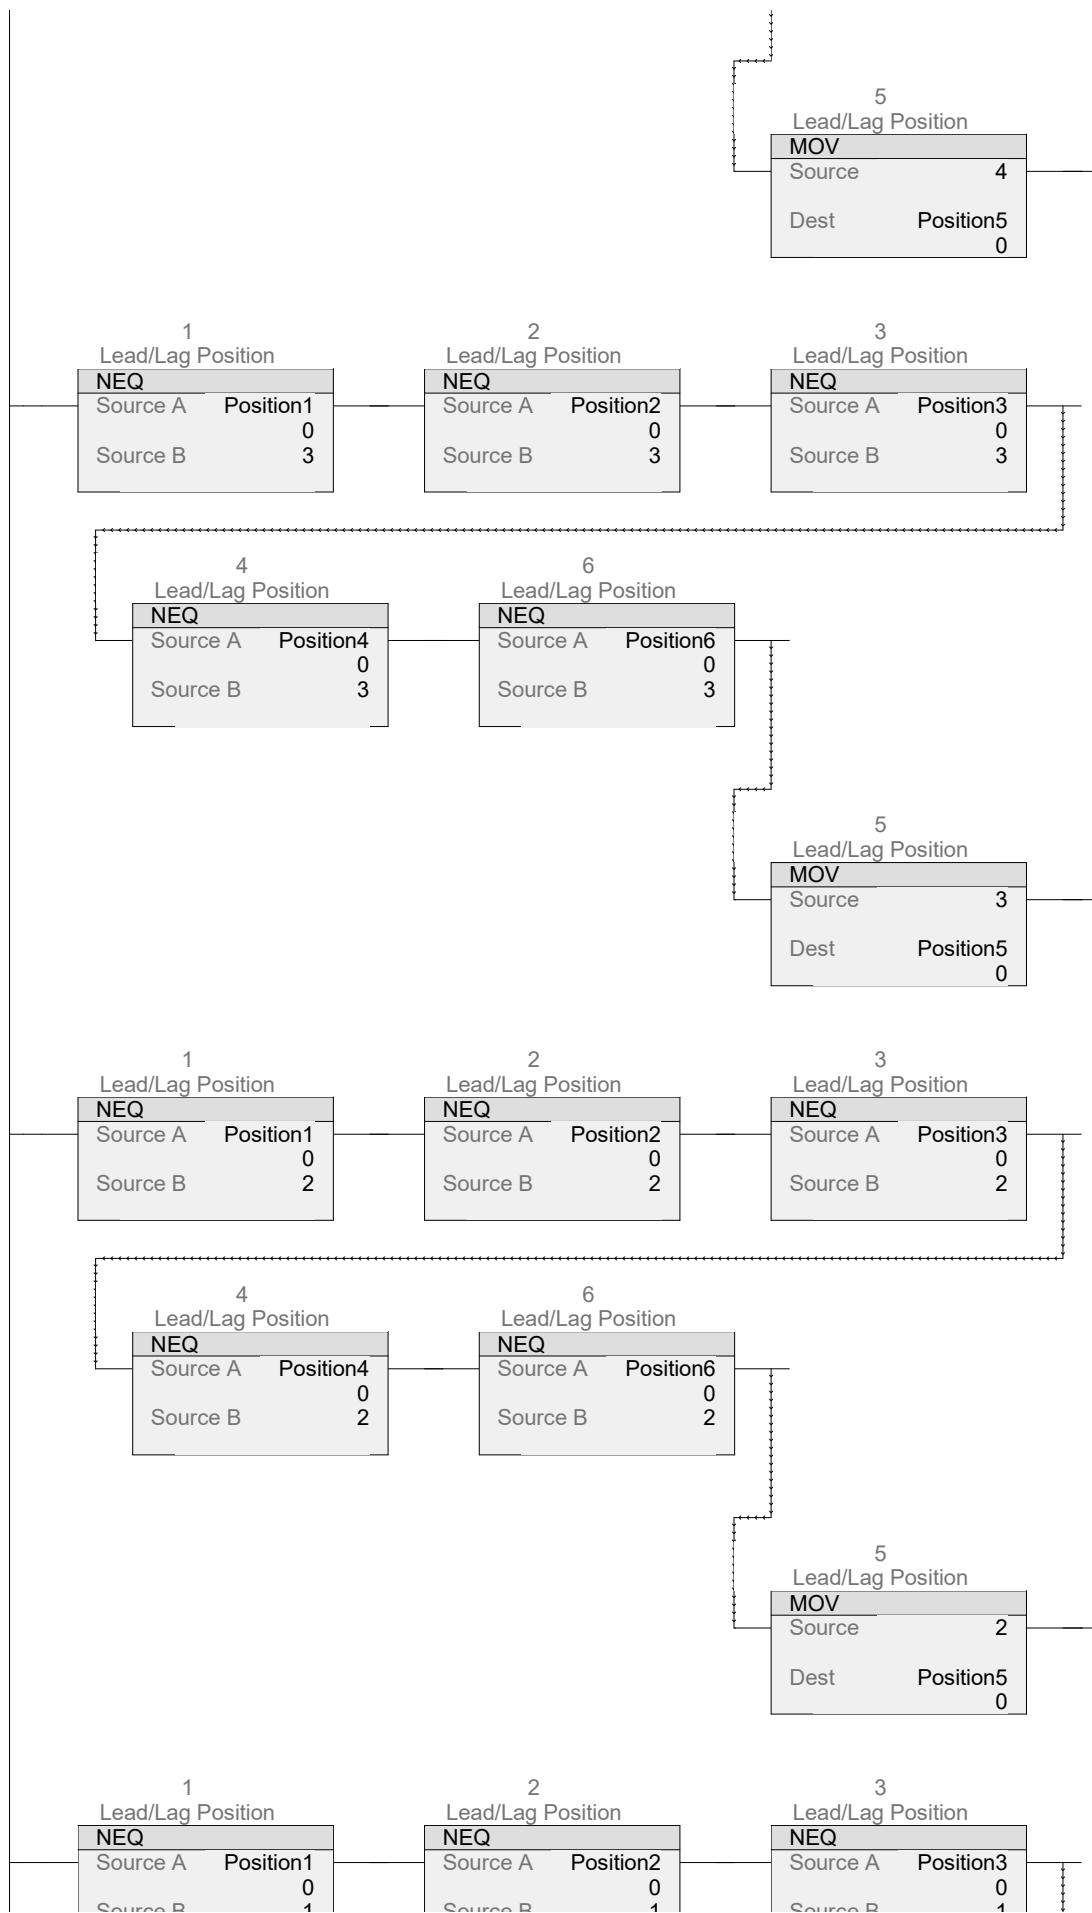 5
Lead/Lag Position
MOV
Source 4
Dest Position5
0
1 2 3
Lead/Lag Position Lead/Lag Position Lead/Lag Position
NEQ NEQ NEQ
Source A Position1 Source A Position2 Source A Position3
0 0 0
Source B 3 Source B 3 Source B 3
4 6
Lead/Lag Position Lead/Lag Position
NEQ NEQ
Source A Position4 Source A Position6
0 0
Source B 3 Source B 3
5
Lead/Lag Position
MOV
Source 3
Dest Position5
0
1 2 3
Lead/Lag Position Lead/Lag Position Lead/Lag Position
NEQ NEQ NEQ
Source A Position1 Source A Position2 Source A Position3
0 0 0
Source B 2 Source B 2 Source B 2
4 6
Lead/Lag Position Lead/Lag Position
NEQ NEQ
Source A Position4 Source A Position6
0 0
Source B 2 Source B 2
5
Lead/Lag Position
MOV
Source 2
Dest Position5
0
1 2 3
Lead/Lag Position Lead/Lag Position Lead/Lag Position
NEQ NEQ NEQ
Source A Position1 Source A Position2 Source A Position3
0 0 0
Source B 1 Source B 1 Source B 1